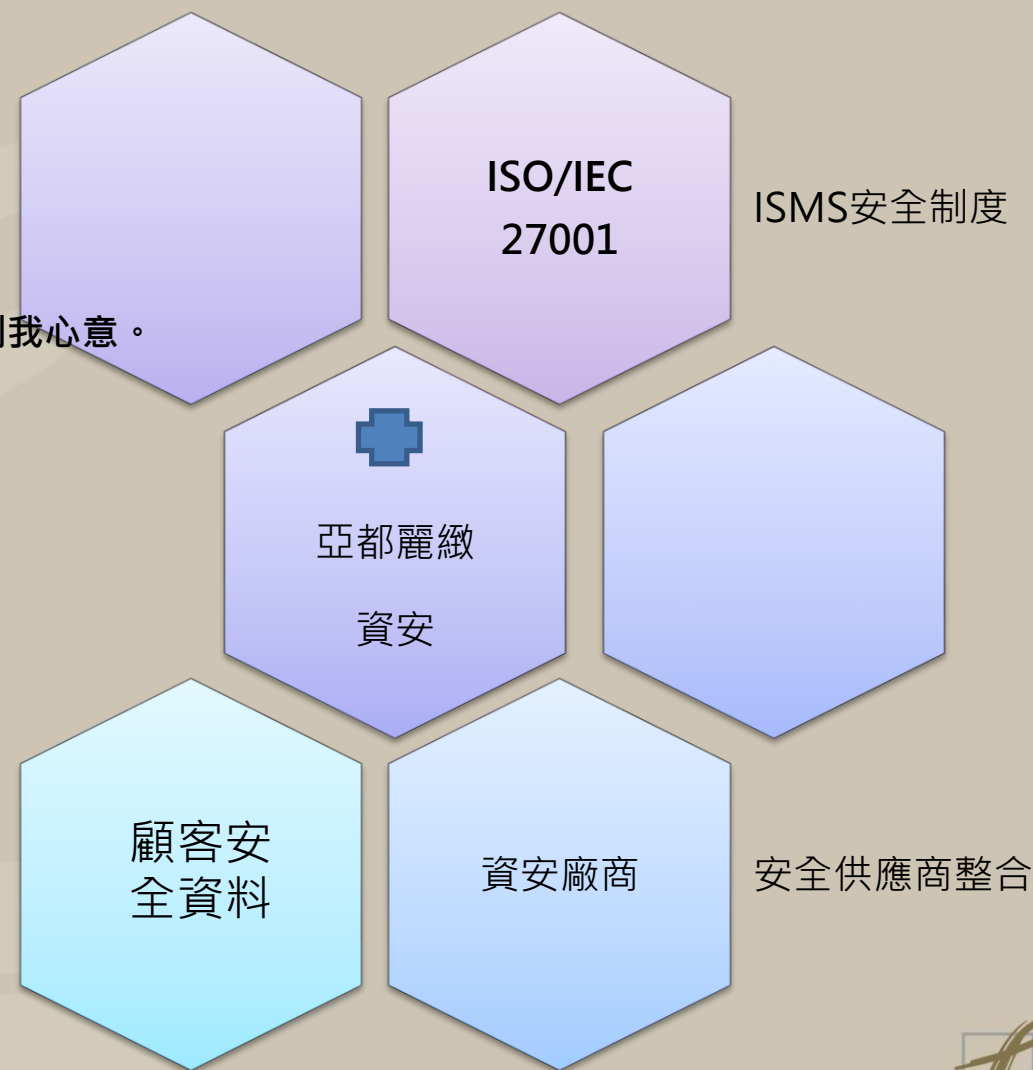 ISO/IEC
27001
ISMS安全制度
則我心意。
亞都麗緻
資安
顧客安
全資料
資安廠商
安全供應商整合